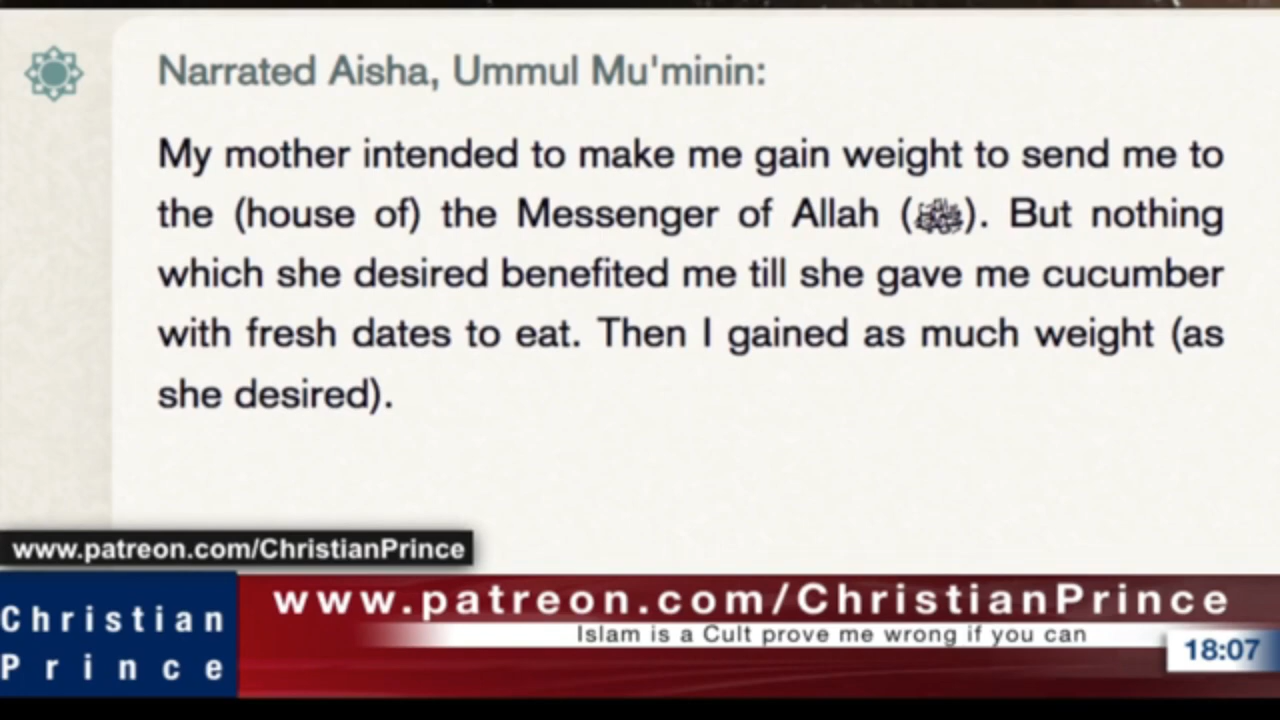 Narrated Aisha, Ummul Mu'minin:
My mother intended to make me gain weight to send me to
the (house of) the Messenger of Allah (ﷺ). But nothing
which she desired benefited me till she gave me cucumber
with fresh dates to eat. Then I gained as much weight (as
she desired).
www.patreon.com/ChristianPrince
Christian
Prince
www.patreon.com/ChristianPrince
Islam is a Cult prove me wrong if you can
18:07